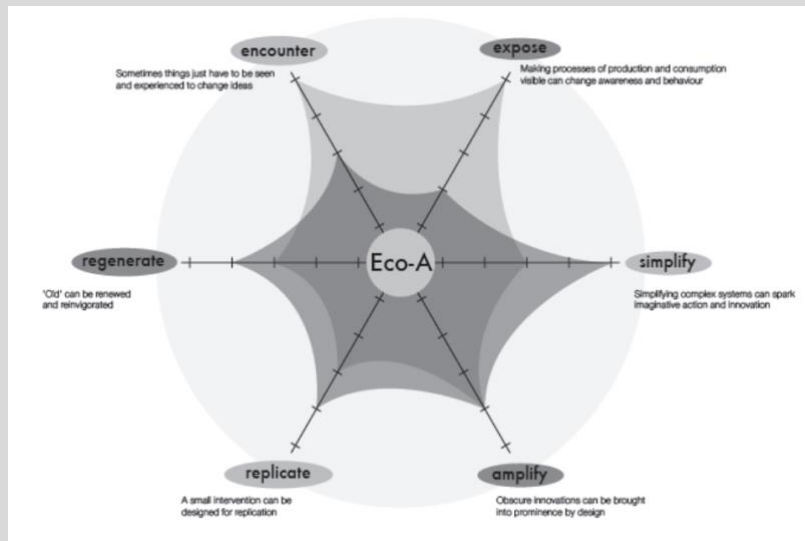 encounter
Sometimes things just have to be seen
and experienced to change ideas
expose
Making processes of production and consumption
visible can change awareness and behaviour
regenerate
'Old' can be renewed
and reinvigorated
Eco-A
simplify
Simplifying complex systems can spark
imaginative action and innovation
replicate
A small intervention can be
designed for replication
amplify
Obscure innovations can be brought
into prominence by design